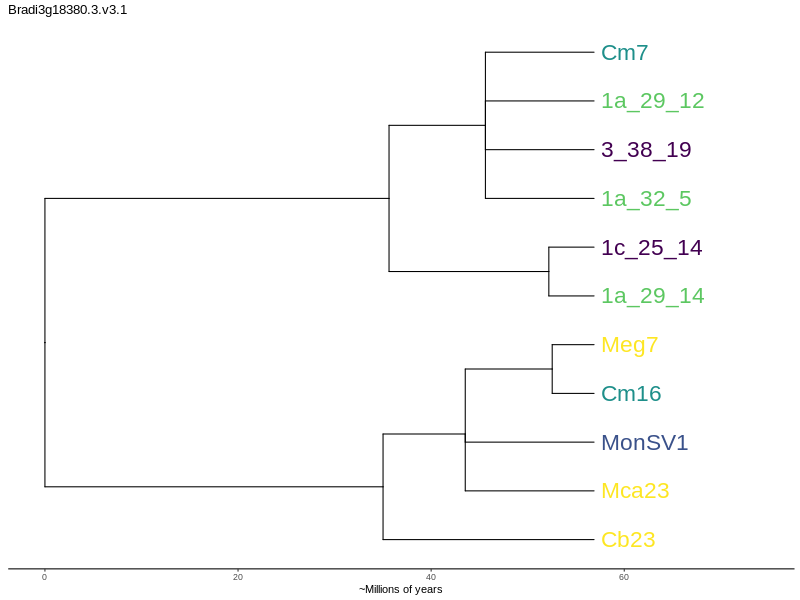 Bradi3g18380.3.v3.1
Cm7
1a_29_12
3_38_19
1a_32_5
1c_25_14
1a_29_14
Meg7
Cm16
MonSV1
Mca23
Cb23
0 20 40 60
~Millions of years